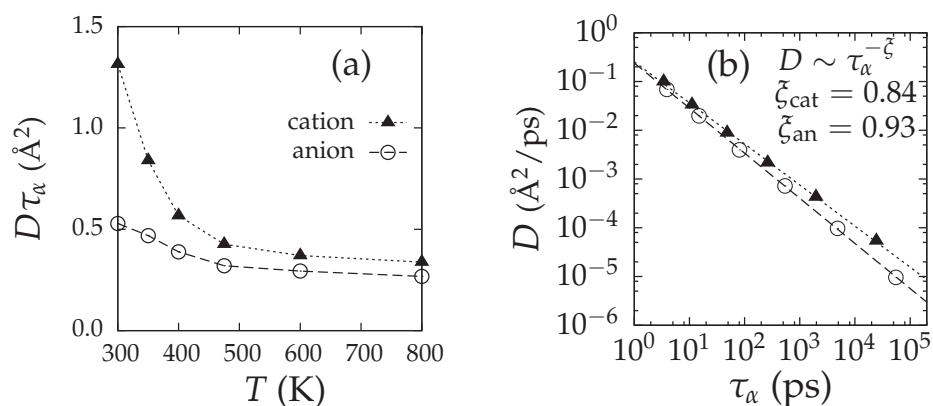 (a)
1.5
1.0
0.5
0.0
Dτα (Å²)
cation
anion
300 400 500 600 700 800
T (K)
(b)
D ∼ τα^−ξ
ξcat = 0.84
ξan = 0.93
10⁰
10⁻¹
10⁻²
10⁻³
10⁻⁴
10⁻⁵
10⁻⁶
D (Å²/ps)
10⁰ 10¹ 10² 10³ 10⁴ 10⁵
τα (ps)